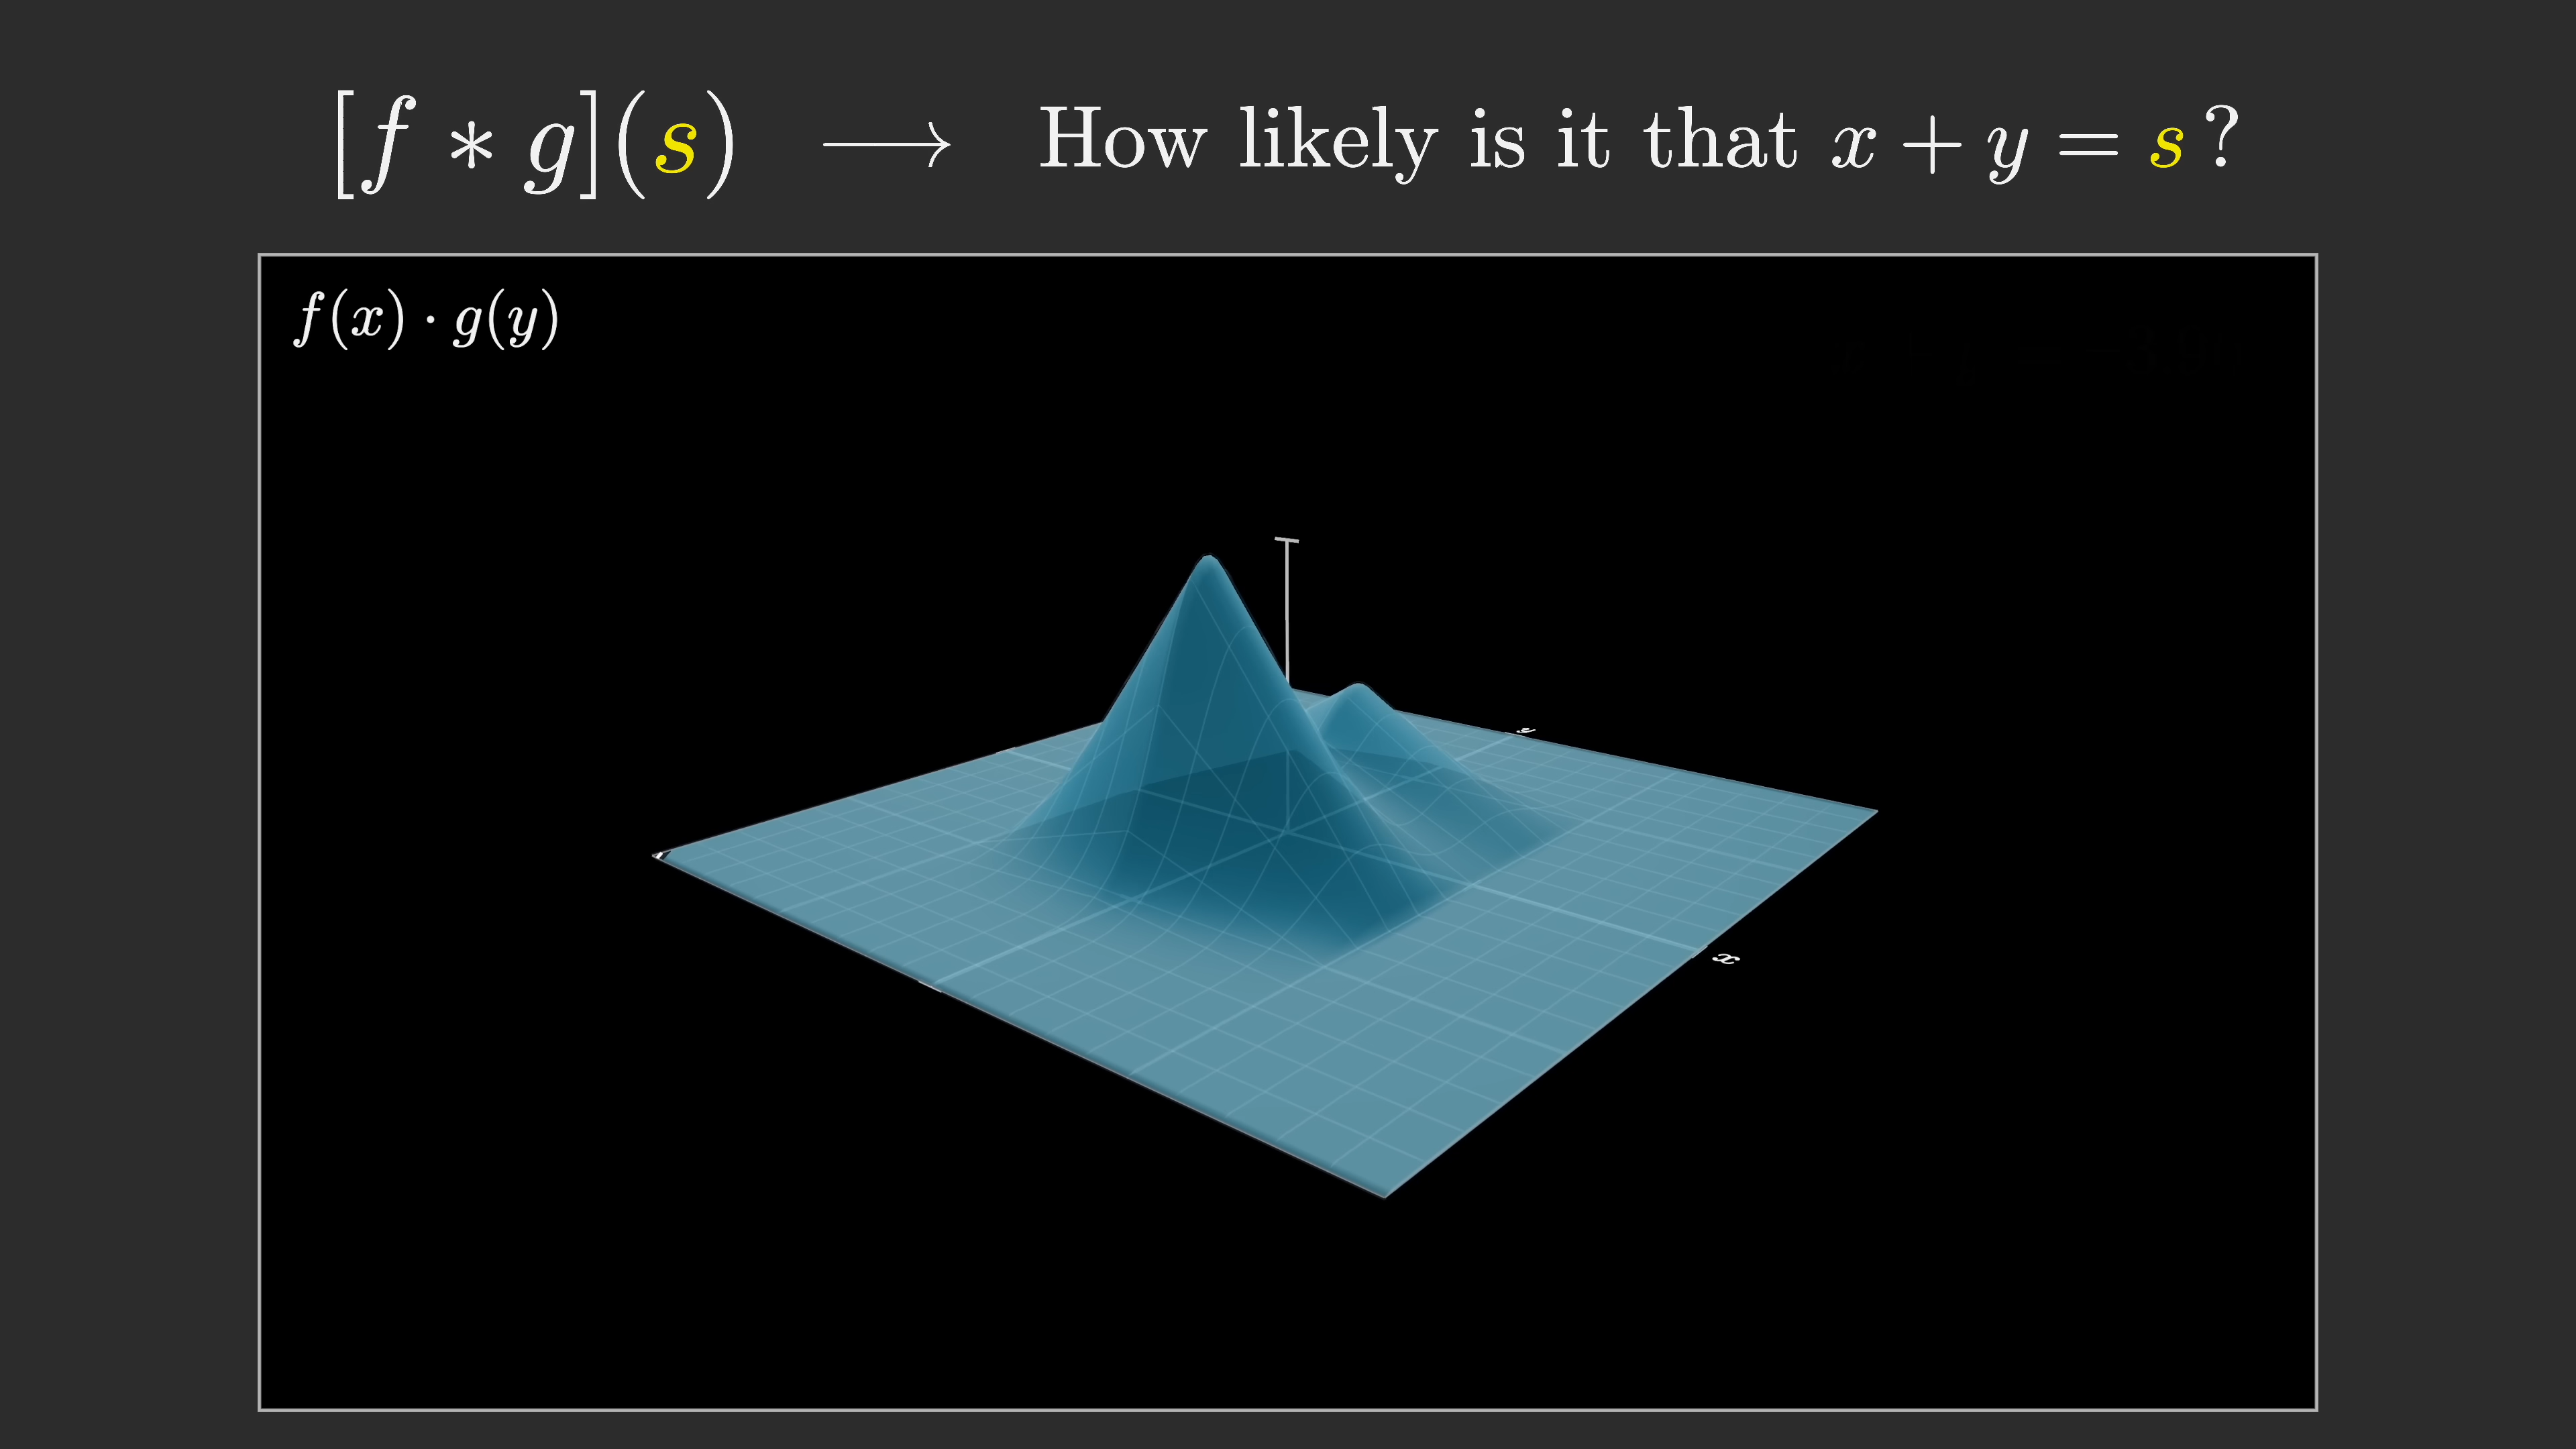 [f ∗ g](s) ⟶ How likely is it that x + y = s?
f(x) · g(y)
x